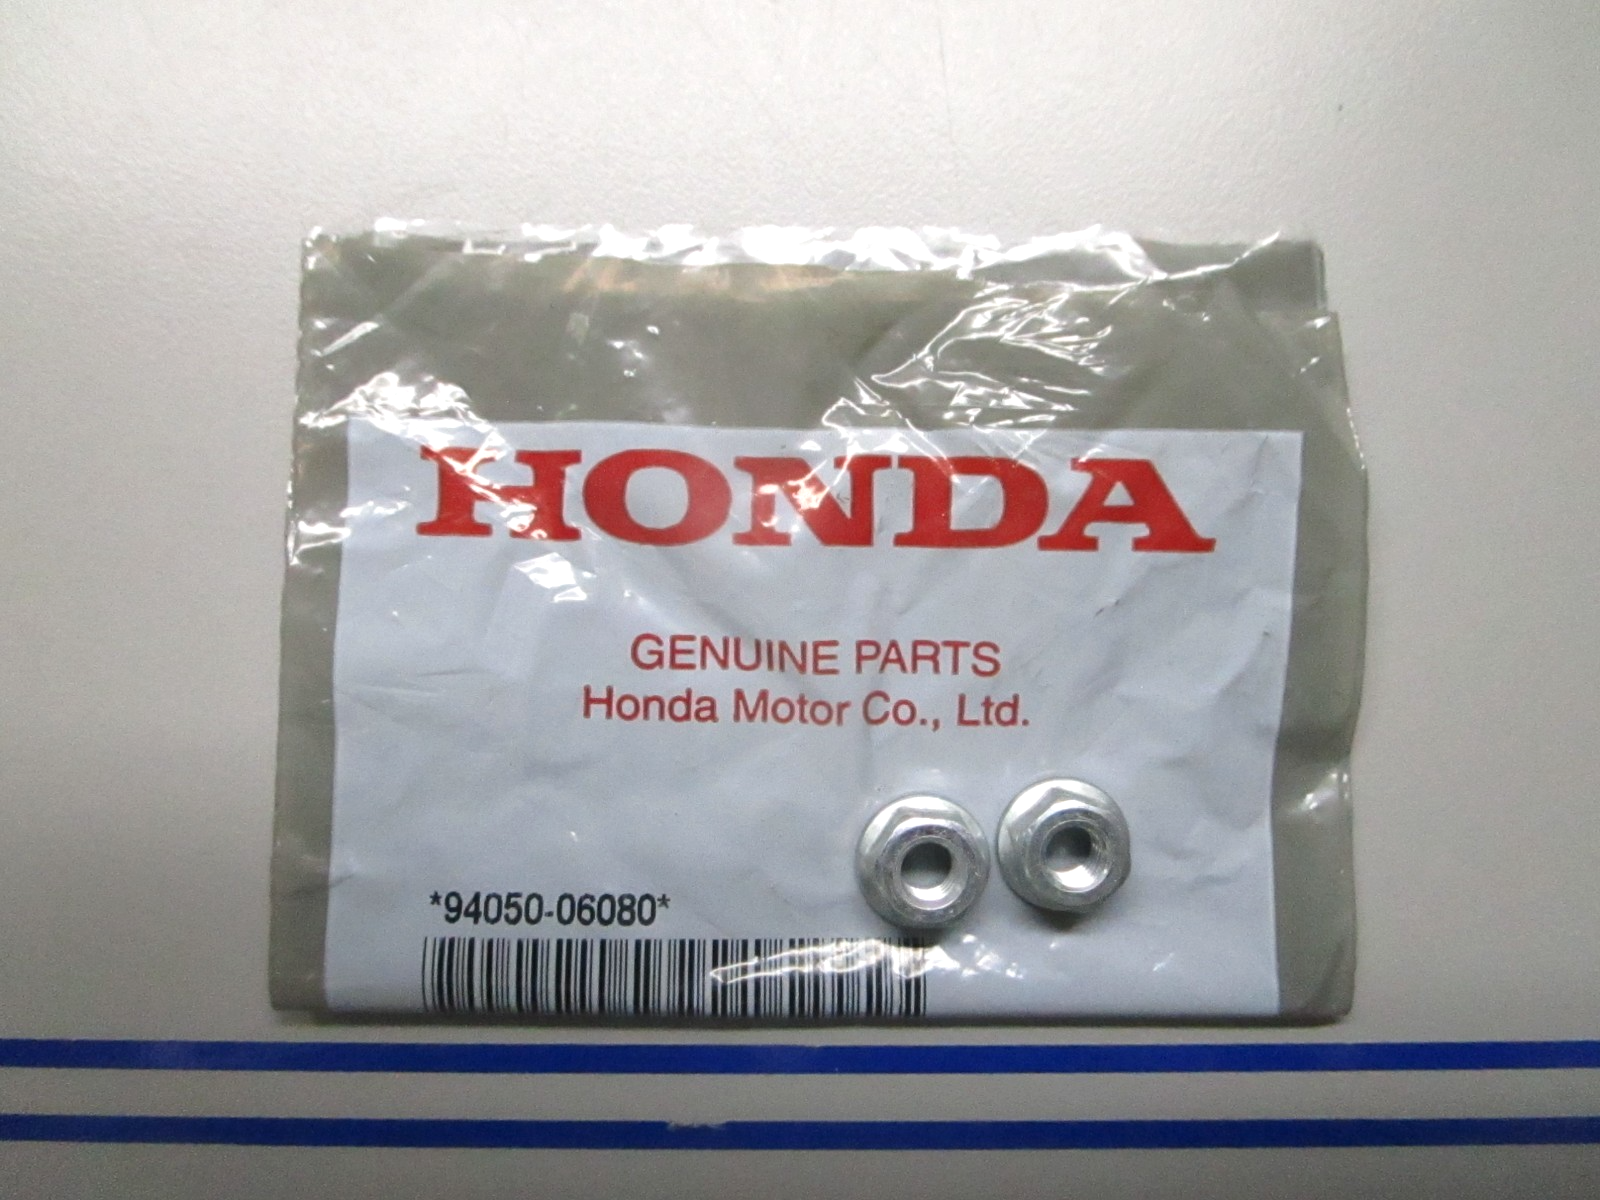 HONDA
GENUINE PARTS
Honda Motor Co., Ltd.
*94050-06080*